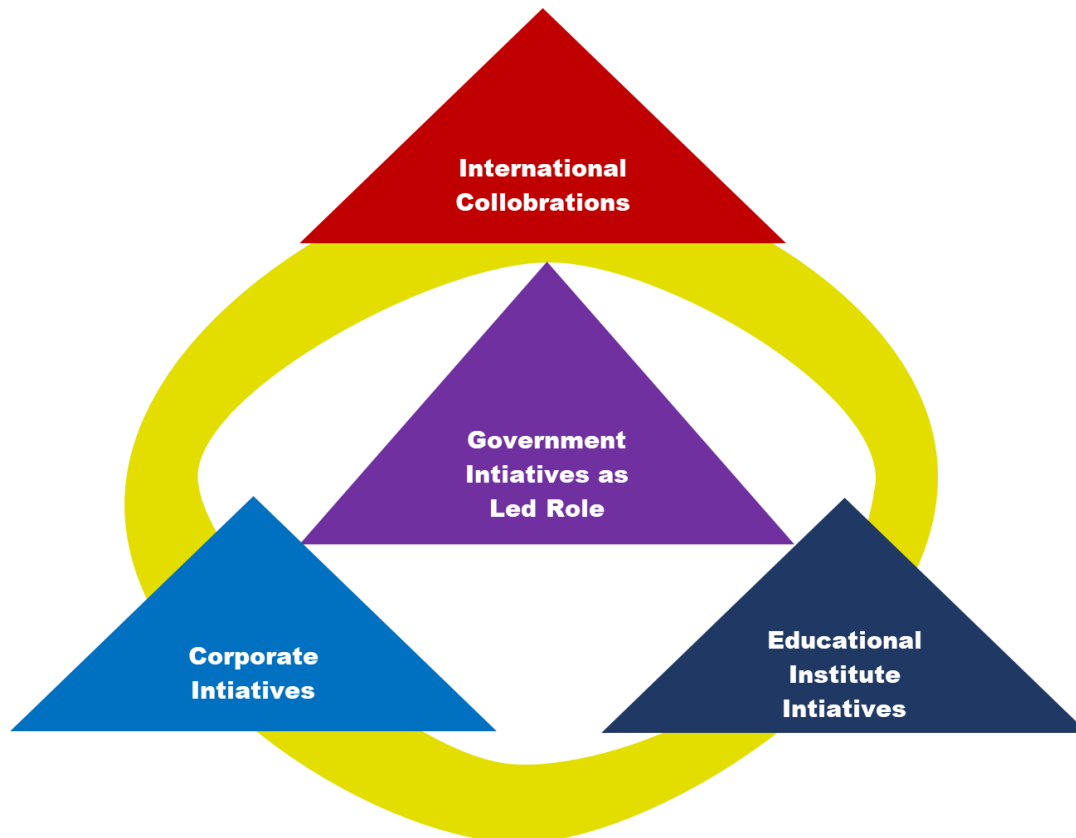 International
Collobrations
Government
Intiatives as
Led Role
Corporate
Intiatives
Educational
Institute
Intiatives